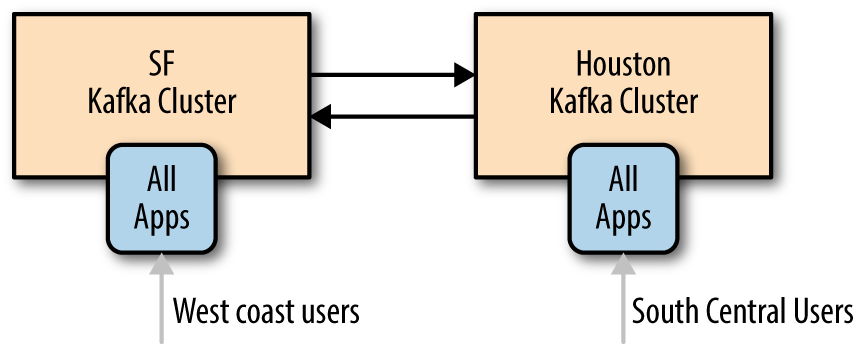 SF
Kafka Cluster
Houston
Kafka Cluster
All
Apps
All
Apps
West coast users
South Central Users